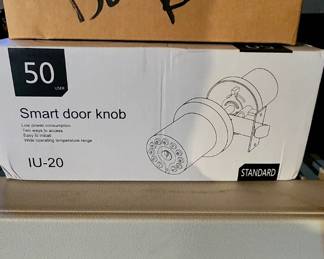 50
USER
Smart door knob
Low power consumption
Two ways to access
Easy to install
Wide operating temperature range
IU-20
STANDARD